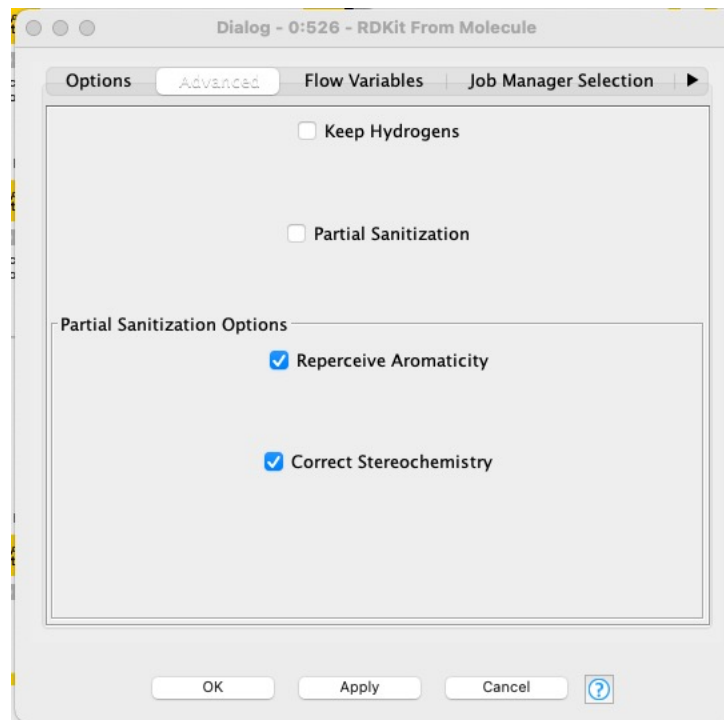 Dialog - 0:526 - RDKit From Molecule
Options Advanced Flow Variables Job Manager Selection
Keep Hydrogens
Partial Sanitization
Partial Sanitization Options
Reperceive Aromaticity
Correct Stereochemistry
OK Apply Cancel ?